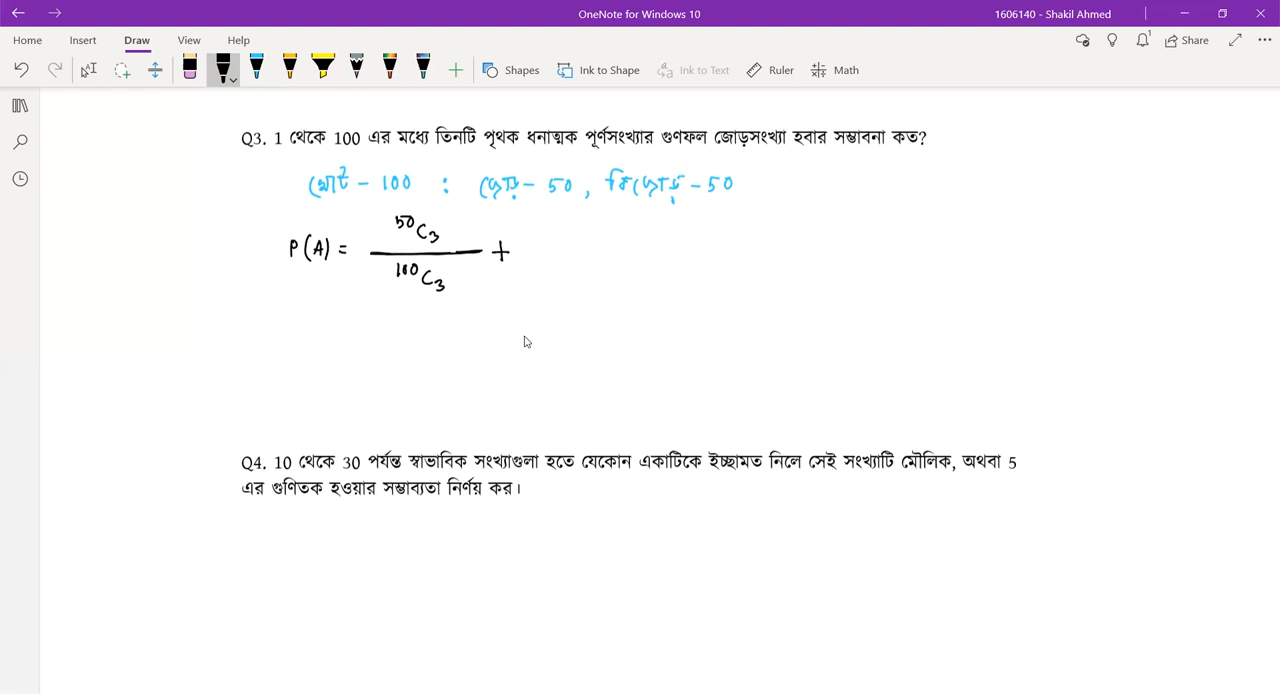 OneNote for Windows 10
1606140 - Shakil Ahmed
Home Insert Draw View Help
Shapes Ink to Shape Ink to Text Ruler Math
1 Share
Q3. 1 থেকে 100 এর মধ্যে তিনটি পৃথক ধনাত্মক পূর্ণসংখ্যার গুণফল জোড়সংখ্যা হবার সম্ভাবনা কত?
মোট - 100 : জোড় - 50, বিজোড় - 50
50C3
P(A) = +
100C3
Q4. 10 থেকে 30 পর্যন্ত স্বাভাবিক সংখ্যাগুলা হতে যেকোন একাটিকে ইচ্ছামত নিলে সেই সংখ্যাটি মৌলিক, অথবা 5
এর গুণিতক হওয়ার সম্ভাব্যতা নির্ণয় কর।